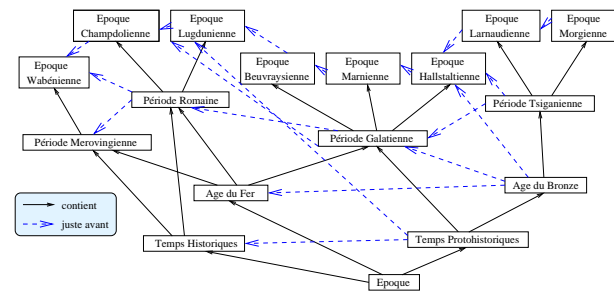 Epoque
Champdolienne
Epoque
Lugdunienne
Epoque
Larnaudienne
Epoque
Morgienne
Epoque
Wabénienne
Epoque
Beuvraysienne
Epoque
Marnienne
Epoque
Hallstaltienne
Période Romaine
Période Tsiganienne
Période Merovingienne
Période Galatienne
Age du Fer
Age du Bronze
contient
juste avant
Temps Historiques
Temps Protohistoriques
Epoque